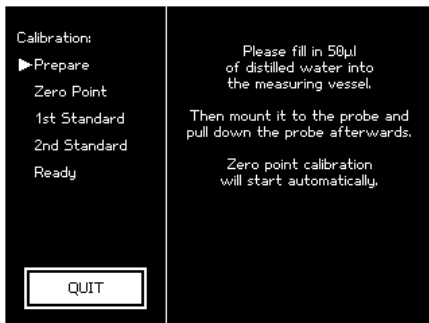 Calibration:
Prepare
Zero Point
1st Standard
2nd Standard
Ready
QUIT
Please fill in 50µl
of distilled water into
the measuring vessel.
Then mount it to the probe and
pull down the probe afterwards.
Zero point calibration
will start automatically.